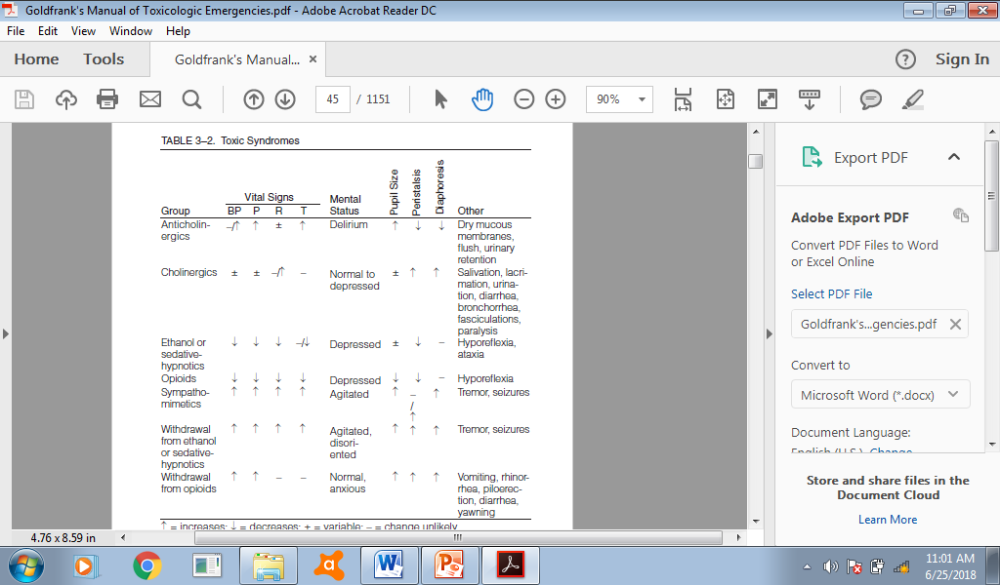 Goldfrank's Manual of Toxicologic Emergencies.pdf - Adobe Acrobat Reader DC
File Edit View Window Help
Home Tools Goldfrank's Manual... × ? Sign In
45 / 1151 90%
TABLE 3–2. Toxic Syndromes
Vital Signs
Mental
Group BP P R T Status Pupil Size Peristalsis Diaphoresis Other
Anticholin- –/↑ ↑ ± ↑ Delirium ↑ ↓ ↓ Dry mucous
ergics membranes,
flush, urinary
retention
Cholinergics ± ± –/↑ – Normal to ± ↑ ↑ Salivation, lacri-
depressed mation, urina-
tion, diarrhea,
bronchorrhea,
fasciculations,
paralysis
Ethanol or ↓ ↓ ↓ –/↓ Depressed ± ↓ – Hyporeflexia,
sedative- ataxia
hypnotics
Opioids ↓ ↓ ↓ ↓ Depressed ↓ ↓ – Hyporeflexia
Sympatho- ↑ ↑ ↑ ↑ Agitated ↑ – ↑ Tremor, seizures
mimetics /
↑
Withdrawal ↑ ↑ ↑ ↑ Agitated, ↑ ↑ ↑ Tremor, seizures
from ethanol disori-
or sedative- ented
hypnotics
Withdrawal ↑ ↑ – – Normal, ↑ ↑ ↑ Vomiting, rhinor-
from opioids anxious rhea, piloerec-
tion, diarrhea,
yawning
↑ = increases; ↓ = decreases; ± = variable; – = change unlikely
4.76 x 8.59 in
Export PDF
Adobe Export PDF
Convert PDF Files to Word
or Excel Online
Select PDF File
Goldfrank's...gencies.pdf
Convert to
Microsoft Word (*.docx)
Document Language:
English (U.S.) Change
Store and share files in the
Document Cloud
Learn More
11:01 AM
6/25/2018